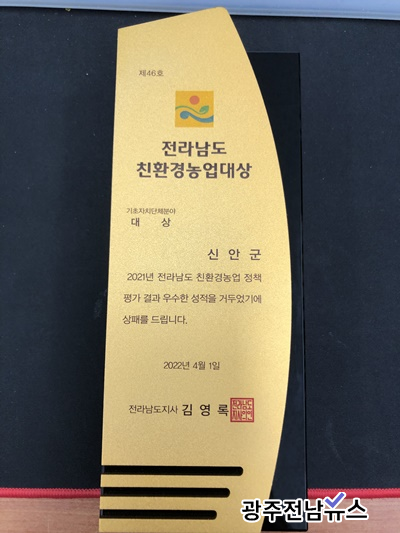 제46호
전라남도
친환경농업대상
기초자치단체분야
대 상
신 안 군
2021년 전라남도 친환경농업 정책
평가 결과 우수한 성적을 거두었기에
상패를 드립니다.
2022년 4월 1일
전라남도지사 김 영 록
광주전남뉴스